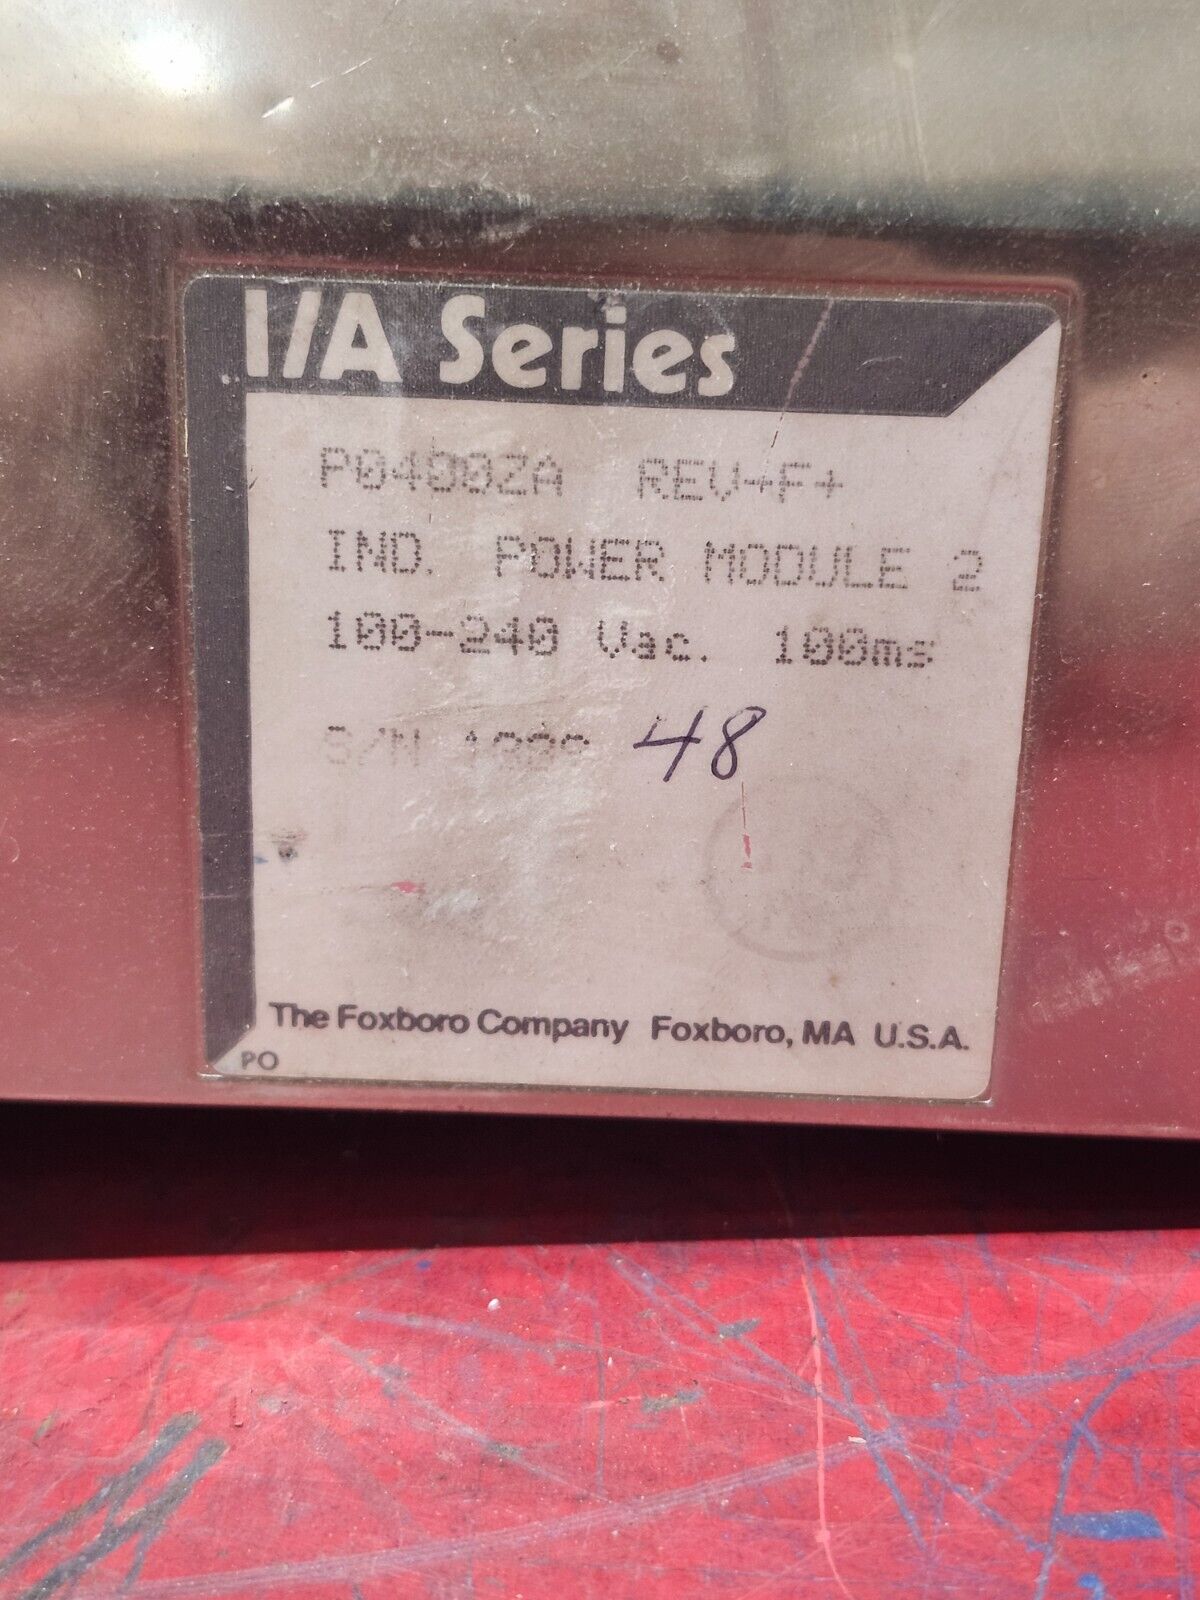 I/A Series
P0400ZA REV+F+
IND. POWER MODULE 2
100-240 Vac. 100ms
S/N 48
The Foxboro Company Foxboro, MA U.S.A.
PO